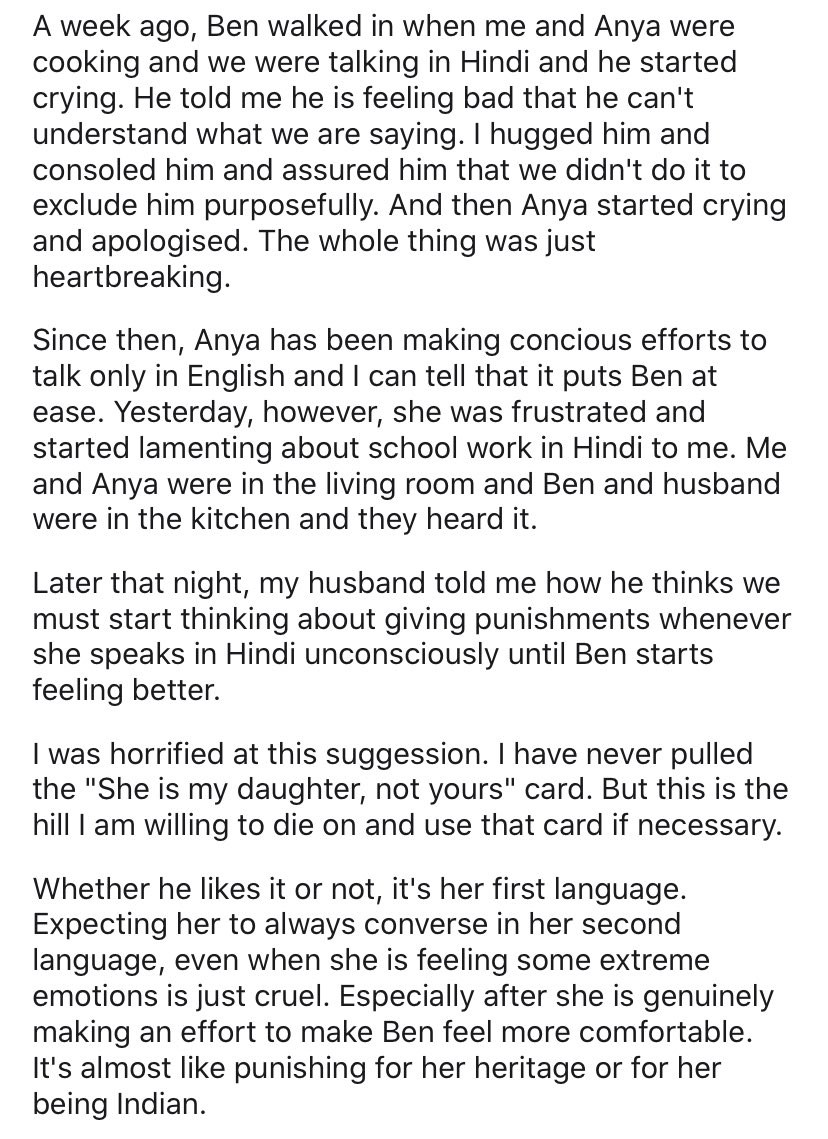 A week ago, Ben walked in when me and Anya were
cooking and we were talking in Hindi and he started
crying. He told me he is feeling bad that he can't
understand what we are saying. I hugged him and
consoled him and assured him that we didn't do it to
exclude him purposefully. And then Anya started crying
and apologised. The whole thing was just
heartbreaking.
Since then, Anya has been making concious efforts to
talk only in English and I can tell that it puts Ben at
ease. Yesterday, however, she was frustrated and
started lamenting about school work in Hindi to me. Me
and Anya were in the living room and Ben and husband
were in the kitchen and they heard it.
Later that night, my husband told me how he thinks we
must start thinking about giving punishments whenever
she speaks in Hindi unconsciously until Ben starts
feeling better.
I was horrified at this suggession. I have never pulled
the "She is my daughter, not yours" card. But this is the
hill I am willing to die on and use that card if necessary.
Whether he likes it or not, it's her first language.
Expecting her to always converse in her second
language, even when she is feeling some extreme
emotions is just cruel. Especially after she is genuinely
making an effort to make Ben feel more comfortable.
It's almost like punishing for her heritage or for her
being Indian.